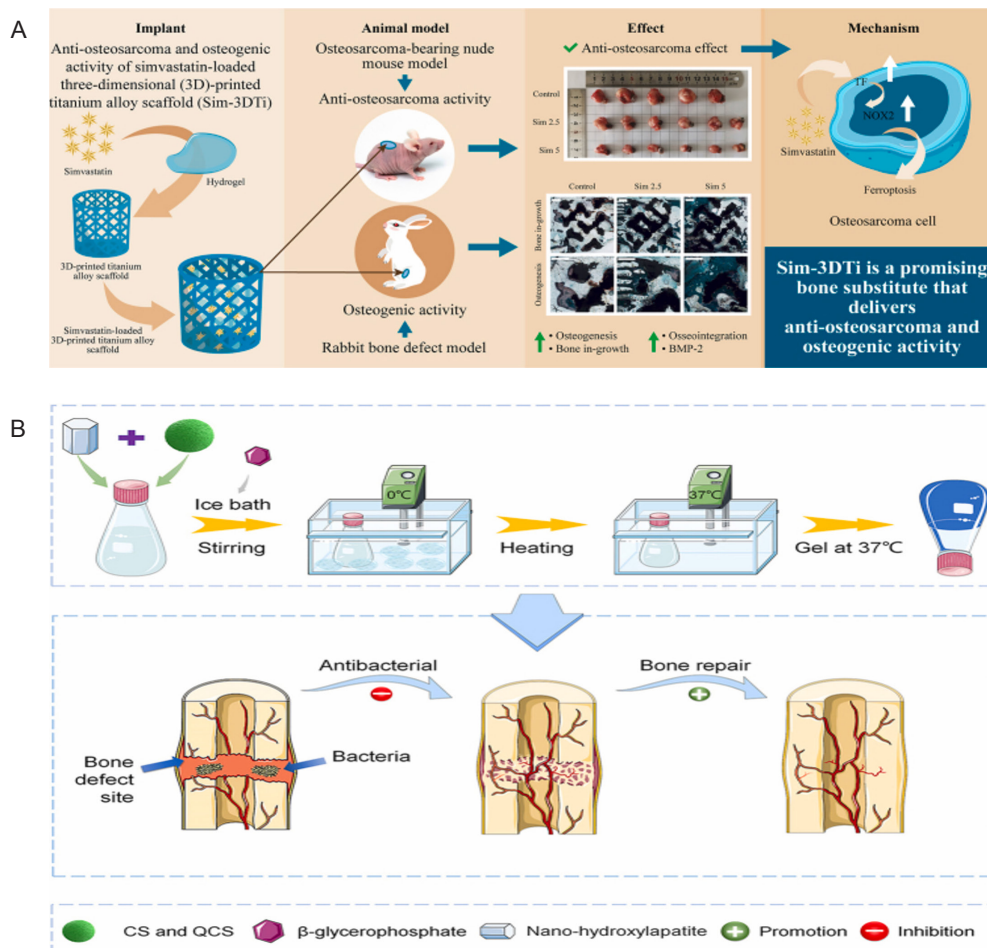 A
Implant
Anti-osteosarcoma and osteogenic
activity of simvastatin-loaded
three-dimensional (3D)-printed
titanium alloy scaffold (Sim-3DTi)
Simvastatin
Hydrogel
3D-printed titanium
alloy scaffold
Simvastatin-loaded
3D-printed titanium alloy
scaffold
Animal model
Osteosarcoma-bearing nude
mouse model
Anti-osteosarcoma activity
Osteogenic activity
Rabbit bone defect model
Effect
Anti-osteosarcoma effect
Control
Sim 2.5
Sim 5
Control
Sim 2.5
Sim 5
Bone in-growth
Osteogenesis
• Osteogenesis
• Bone in-growth
• Osseointegration
• BMP-2
Mechanism
TF
NOX2
Simvastatin
Ferroptosis
Osteosarcoma cell
Sim-3DTi is a promising
bone substitute that
delivers
anti-osteosarcoma and
osteogenic activity
B
Ice bath
Stirring
0°C
Heating
37°C
Gel at 37°C
Antibacterial
Bone repair
Bone
defect
site
Bacteria
CS and QCS
β-glycerophosphate
Nano-hydroxylapatite
Promotion
Inhibition